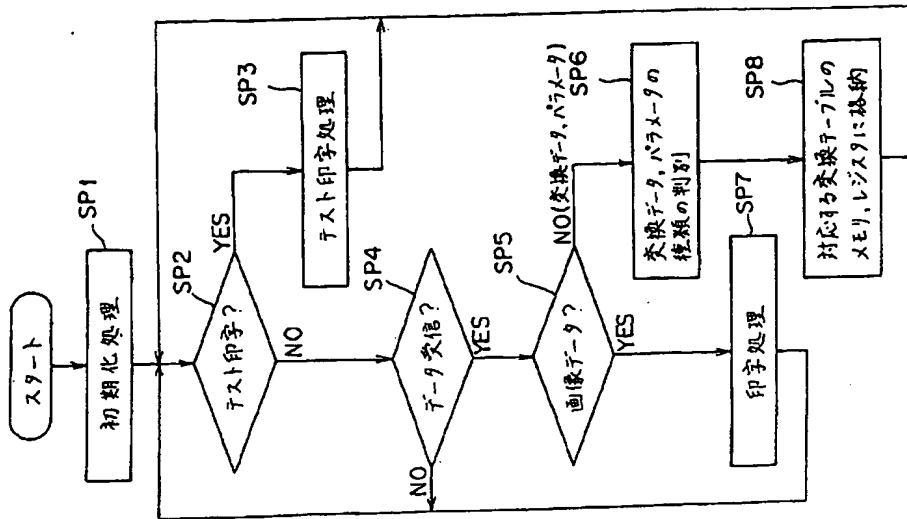 スタート
初期化処理
SP1
テスト印字?
SP2
YES
NO
テスト印字処理
SP3
データ受信?
SP4
NO
YES
画像データ?
SP5
NO(変換データ,パラメータ)
YES
変換データ,パラメータの
種類の判別
SP6
印字処理
SP7
対応する変換テーブルの
メモリ,レジスタに格納
SP8